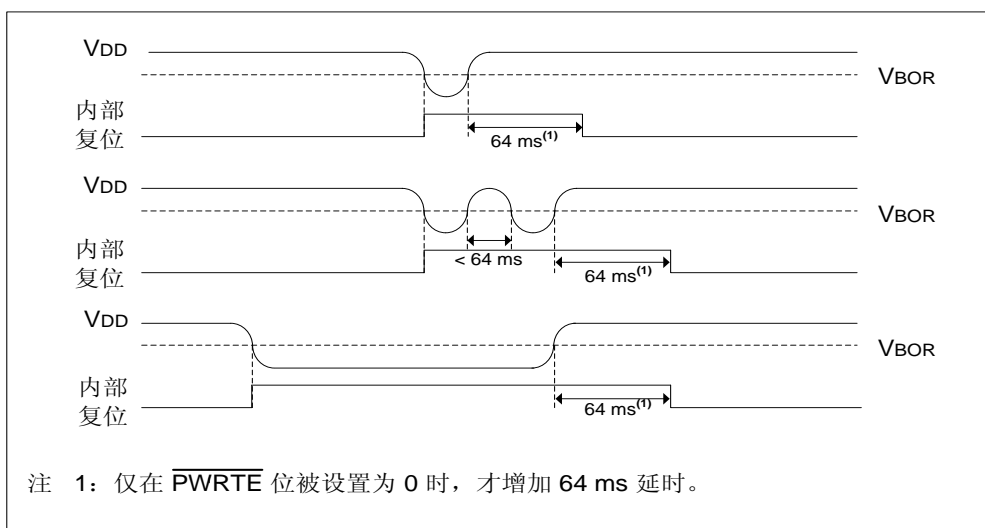 VDD
VBOR
内部
复位
64 ms(1)
VDD
VBOR
内部
复位
< 64 ms
64 ms(1)
VDD
VBOR
内部
复位
64 ms(1)
注 1：仅在 PWRTE 位被设置为 0 时，才增加 64 ms 延时。